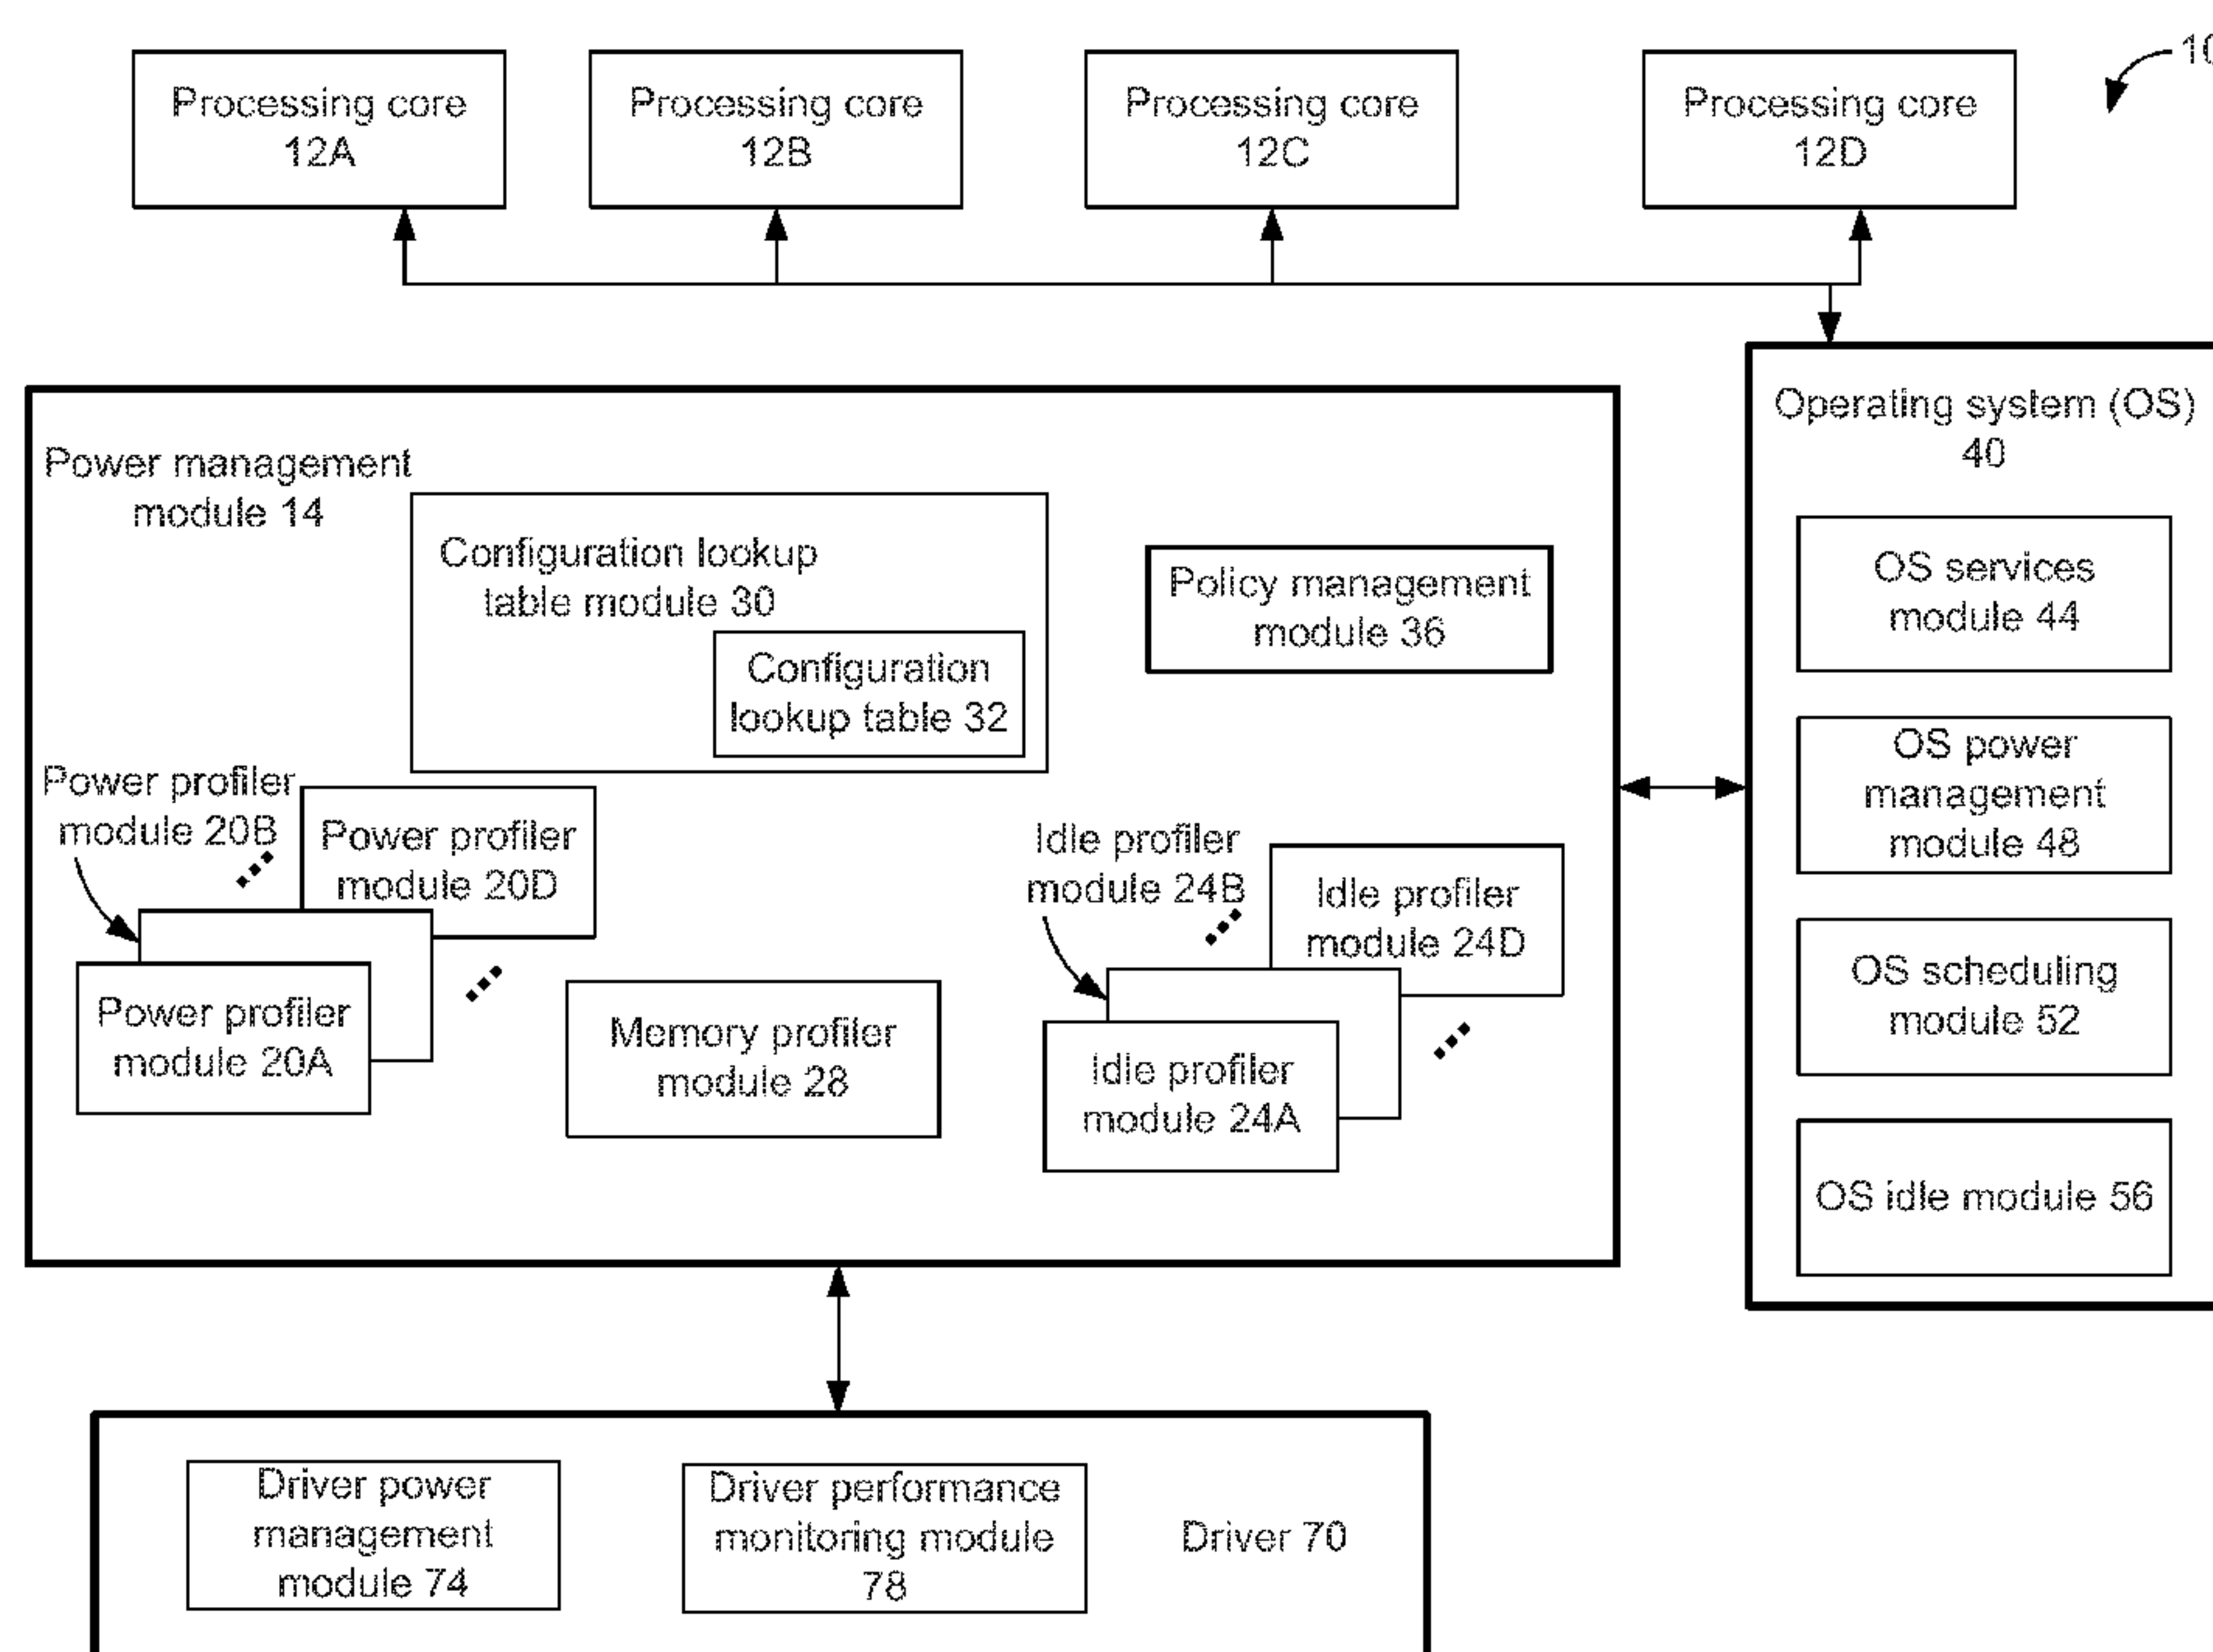 Processing core
12A
Processing core
12B
Processing core
12C
Processing core
12D
10
Power management
module 14
Configuration lookup
table module 30
Configuration
lookup table 32
Policy management
module 36
Power profiler
module 20B
Power profiler
module 20D
Power profiler
module 20A
Memory profiler
module 28
Idle profiler
module 24B
Idle profiler
module 24D
Idle profiler
module 24A
Operating system (OS)
40
OS services
module 44
OS power
management
module 48
OS scheduling
module 52
OS idle module 56
Driver power
management
module 74
Driver performance
monitoring module
78
Driver 70